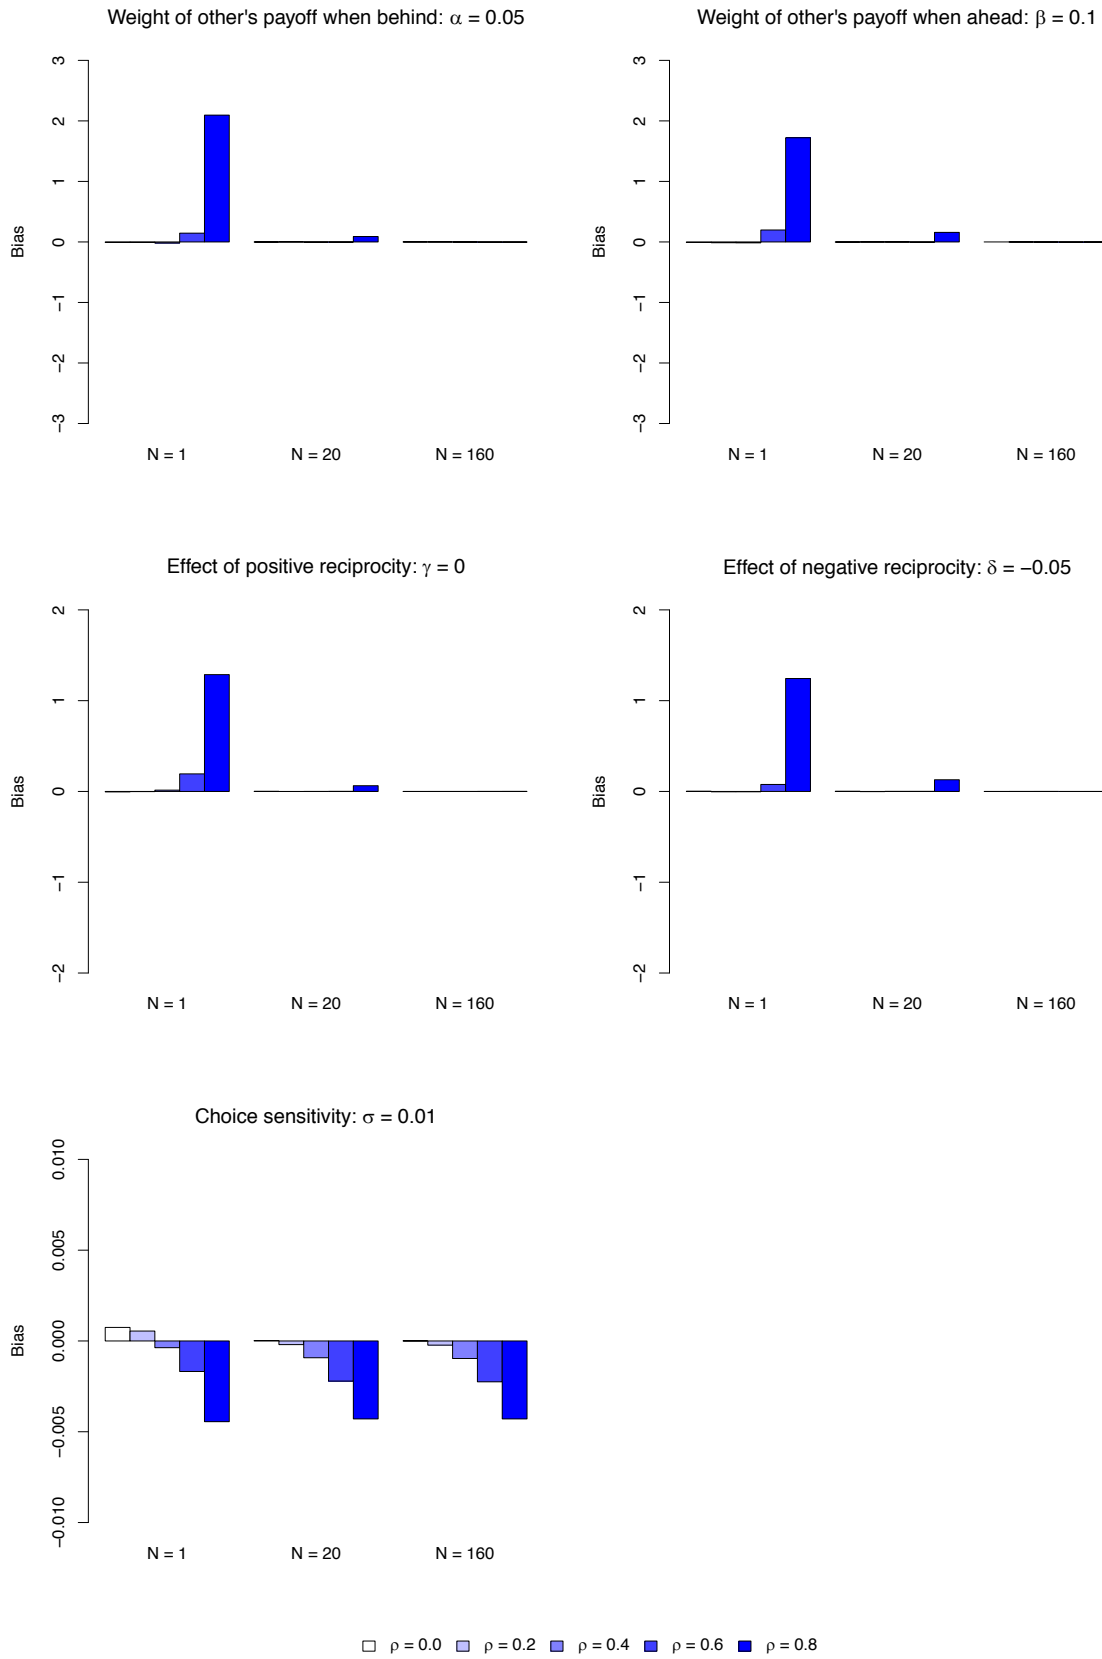 Weight of other's payoff when behind: α = 0.05
Weight of other's payoff when ahead: β = 0.1
Bias
3
2
1
0
−1
−2
−3
N = 1
N = 20
N = 160
Bias
3
2
1
0
−1
−2
−3
N = 1
N = 20
N = 160
Effect of positive reciprocity: γ = 0
Effect of negative reciprocity: δ = −0.05
Bias
2
1
0
−1
−2
N = 1
N = 20
N = 160
Bias
2
1
0
−1
−2
N = 1
N = 20
N = 160
Choice sensitivity: σ = 0.01
Bias
0.010
0.005
0.000
−0.005
−0.010
N = 1
N = 20
N = 160
ρ = 0.0
ρ = 0.2
ρ = 0.4
ρ = 0.6
ρ = 0.8